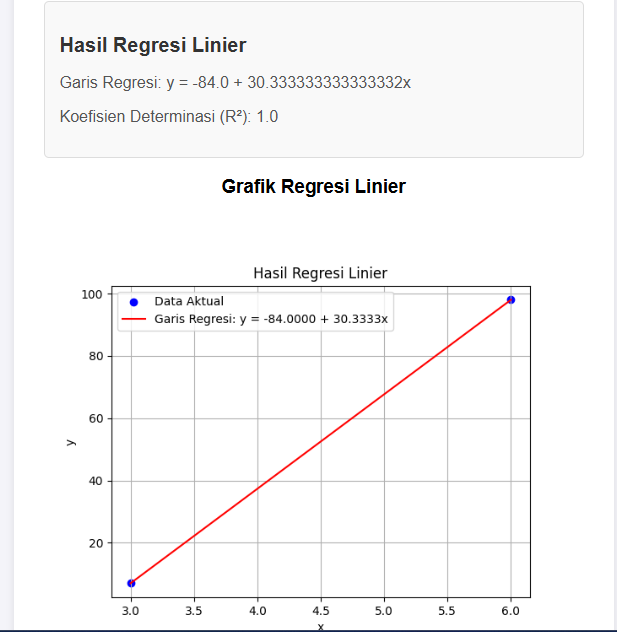 Hasil Regresi Linier
Garis Regresi: y = -84.0 + 30.333333333333332x
Koefisien Determinasi (R²): 1.0
Grafik Regresi Linier
Hasil Regresi Linier
Data Aktual
Garis Regresi: y = -84.0000 + 30.3333x
100
80
60
40
20
y
3.0 3.5 4.0 4.5 5.0 5.5 6.0
x